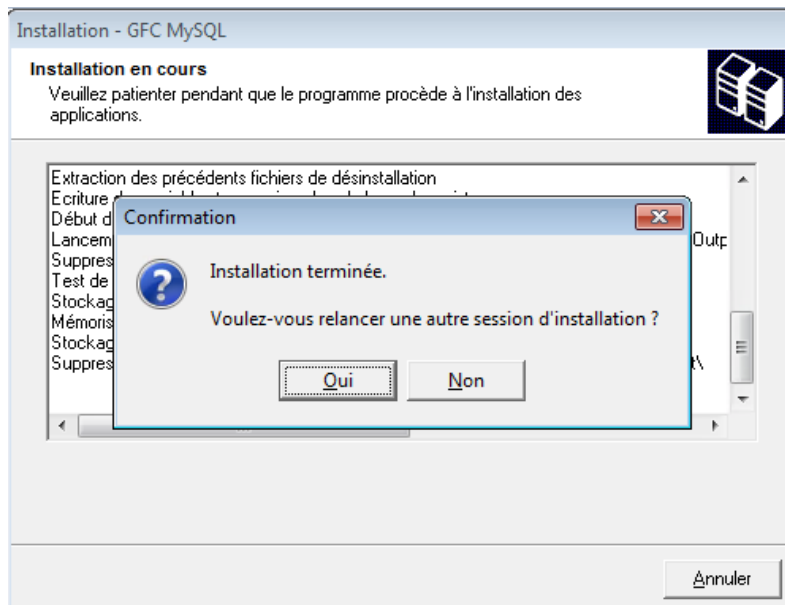 Installation - GFC MySQL
Installation en cours
Veuillez patienter pendant que le programme procède à l'installation des
applications.
Extraction des précédents fichiers de désinstallation
Ecriture
Début d
Confirmation
Lancem
Outp
Suppres
Installation terminée.
Test de
Stockag
Mémoris
Voulez-vous relancer une autre session d'installation ?
Stockag
Suppres
t\
Oui
Non
Annuler